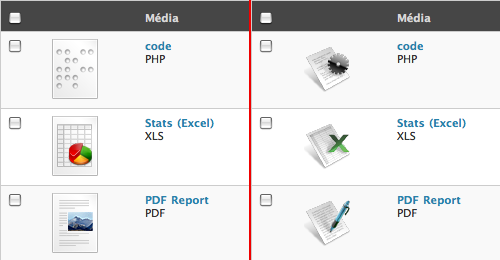 Média
code
PHP
Stats (Excel)
XLS
PDF Report
PDF
Média
code
PHP
Stats (Excel)
XLS
PDF Report
PDF